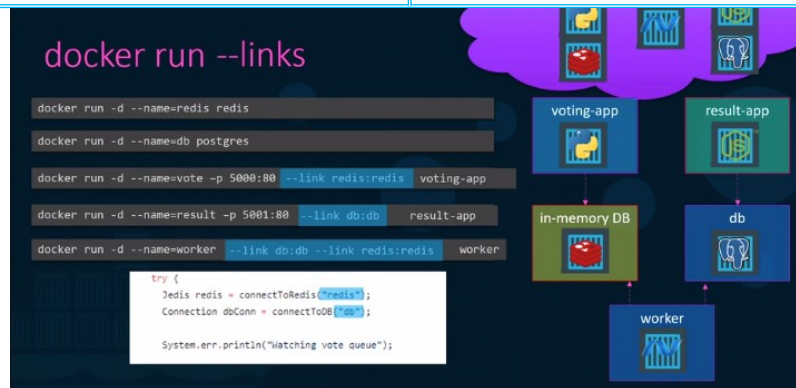 docker run --links
docker run -d --name=redis redis
docker run -d --name=db postgres
docker run -d --name=vote -p 5000:80 --link redis:redis voting-app
docker run -d --name=result -p 5001:80 --link db:db result-app
docker run -d --name=worker --link db:db --link redis:redis worker
try {
Jedis redis = connectToRedis("redis");
Connection dbConn = connectToDB("db");
System.err.println("Watching vote queue");
voting-app
result-app
in-memory DB
db
worker